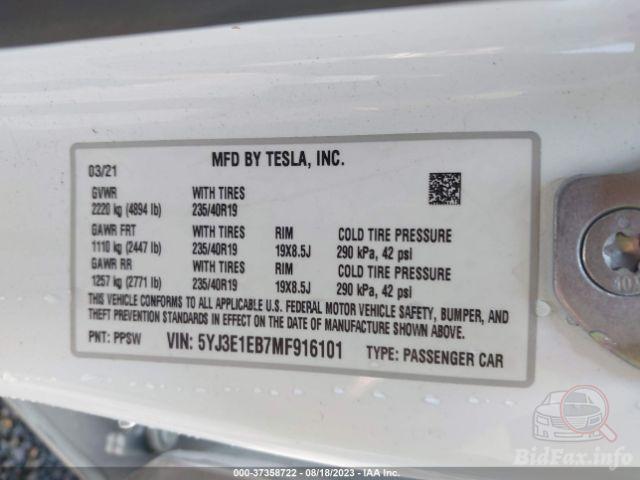 03/21 MFD BY TESLA, INC.
GVWR WITH TIRES
2220 kg (4894 lb) 235/40R19
GAWR FRT WITH TIRES RIM COLD TIRE PRESSURE
1110 kg (2447 lb) 235/40R19 19X8.5J 290 kPa, 42 psi
GAWR RR WITH TIRES RIM COLD TIRE PRESSURE
1257 kg (2771 lb) 235/40R19 19X8.5J 290 kPa, 42 psi
THIS VEHICLE CONFORMS TO ALL APPLICABLE U.S. FEDERAL MOTOR VEHICLE SAFETY, BUMPER, AND
THEFT PREVENTION STANDARDS IN EFFECT ON THE DATE OF MANUFACTURE SHOWN ABOVE.
PNT: PPSW VIN: 5YJ3E1EB7MF916101 TYPE: PASSENGER CAR
BidFax.info
000-37358722 - 08/18/2023 - IAA Inc.